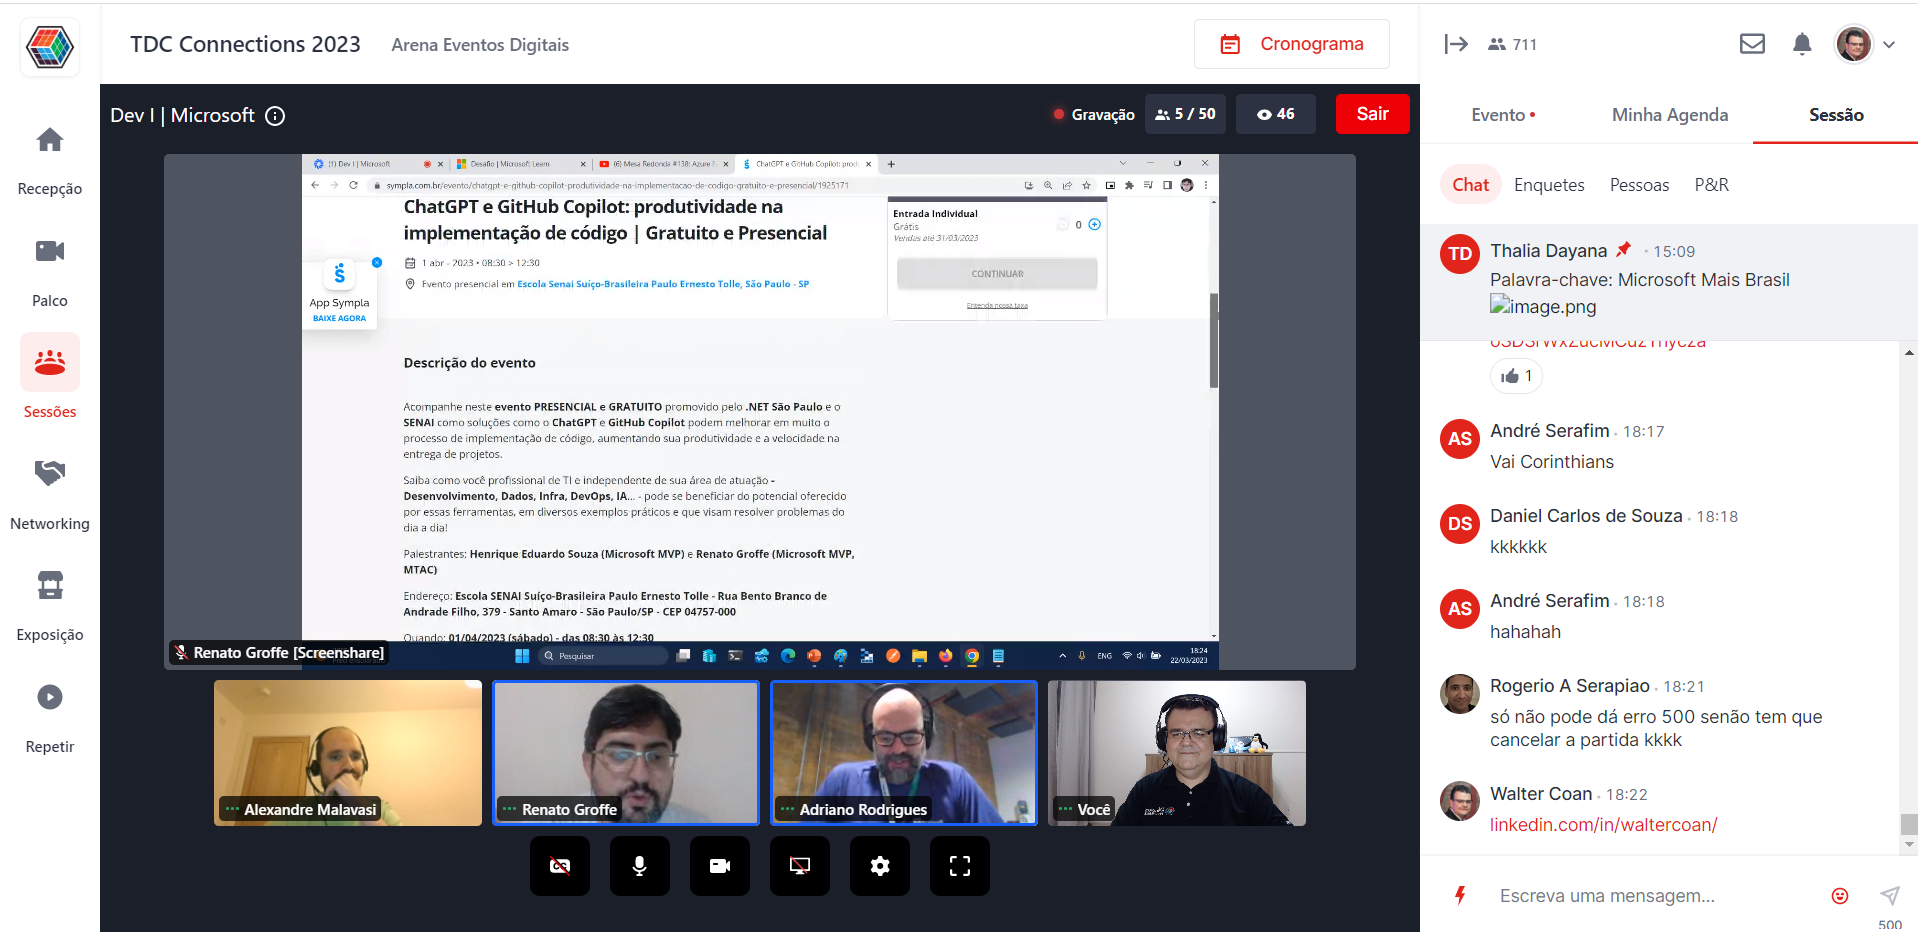 TDC Connections 2023
Arena Eventos Digitais
Cronograma
711
Recepção
Palco
Sessões
Networking
Exposição
Repetir
Dev I | Microsoft
Gravação
5 / 50
46
Sair
(1) Dev I | Microsoft
Desafio | Microsoft Learn
(6) Mesa Redonda #138: Azure F
ChatGPT e GitHub Copilot: prod
sympla.com.br/evento/chatgpt-e-github-copilot-produtividade-na-implementacao-de-codigo-gratuito-e-presencial/1925171
ChatGPT e GitHub Copilot: produtividade na
implementação de código | Gratuito e Presencial
1 abr - 2023 • 08:30 > 12:30
Evento presencial em Escola Senai Suíço-Brasileira Paulo Ernesto Tolle, São Paulo - SP
App Sympla
BAIXE AGORA
Entrada Individual
Grátis
Vendas até 31/03/2023
0
CONTINUAR
Entenda nossa taxa
Descrição do evento
Acompanhe neste evento PRESENCIAL e GRATUITO promovido pelo .NET São Paulo e o
SENAI como soluções como o ChatGPT e GitHub Copilot podem melhorar em muito o
processo de implementação de código, aumentando sua produtividade e a velocidade na
entrega de projetos.
Saiba como você profissional de TI e independente de sua área de atuação -
Desenvolvimento, Dados, Infra, DevOps, IA... - pode se beneficiar do potencial oferecido
por essas ferramentas, em diversos exemplos práticos e que visam resolver problemas do
dia a dia!
Palestrantes: Henrique Eduardo Souza (Microsoft MVP) e Renato Groffe (Microsoft MVP,
MTAC)
Endereço: Escola SENAI Suíço-Brasileira Paulo Ernesto Tolle - Rua Bento Branco de
Andrade Filho, 379 - Santo Amaro - São Paulo/SP - CEP 04757-000
Quando: 01/04/2023 (sábado) - das 08:30 às 12:30
Renato Groffe [Screenshare]
Pesquisar
ENG
18:24
22/03/2023
Alexandre Malavasi
Renato Groffe
Adriano Rodrigues
Você
Evento
Minha Agenda
Sessão
Chat
Enquetes
Pessoas
P&R
TD
Thalia Dayana
15:09
Palavra-chave: Microsoft Mais Brasil
image.png
1
AS
André Serafim
18:17
Vai Corinthians
DS
Daniel Carlos de Souza
18:18
kkkkkk
AS
André Serafim
18:18
hahahah
Rogerio A Serapiao
18:21
só não pode dá erro 500 senão tem que
cancelar a partida kkkk
Walter Coan
18:22
linkedin.com/in/waltercoan/
Escreva uma mensagem...
500